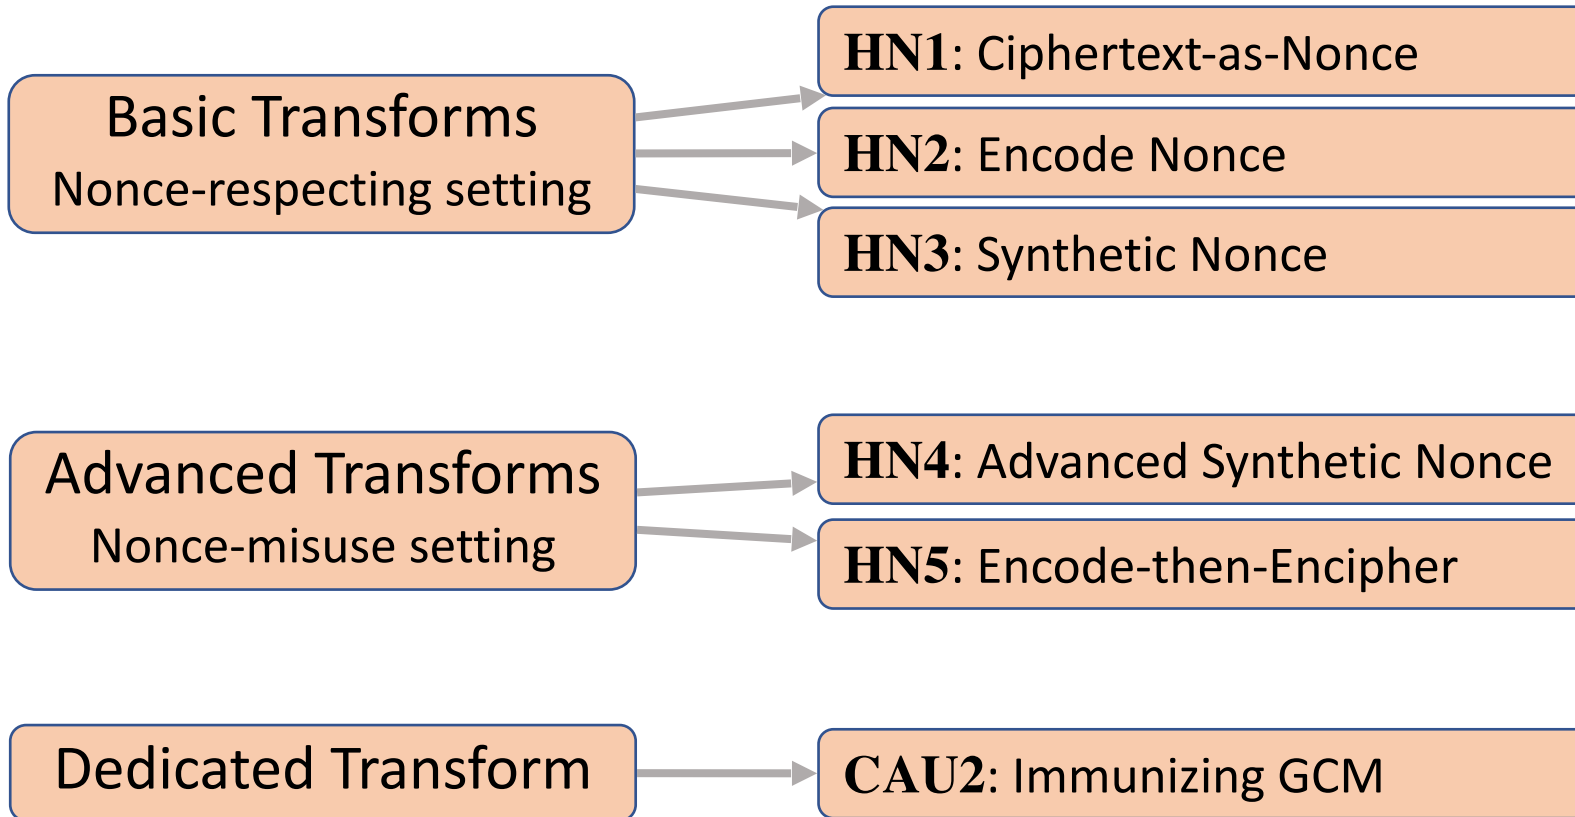 Basic Transforms
Nonce-respecting setting
HN1: Ciphertext-as-Nonce
HN2: Encode Nonce
HN3: Synthetic Nonce
Advanced Transforms
Nonce-misuse setting
HN4: Advanced Synthetic Nonce
HN5: Encode-then-Encipher
Dedicated Transform
CAU2: Immunizing GCM